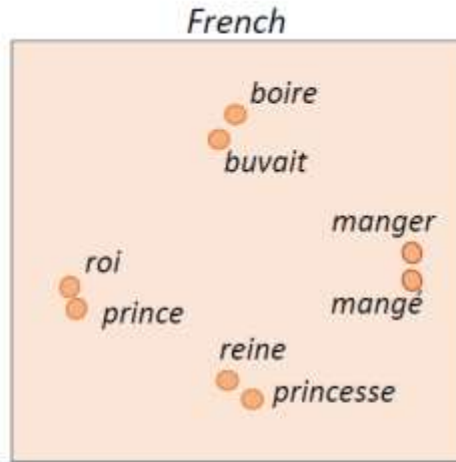 French
boire
buvait
manger
roi
mangé
prince
reine
princesse